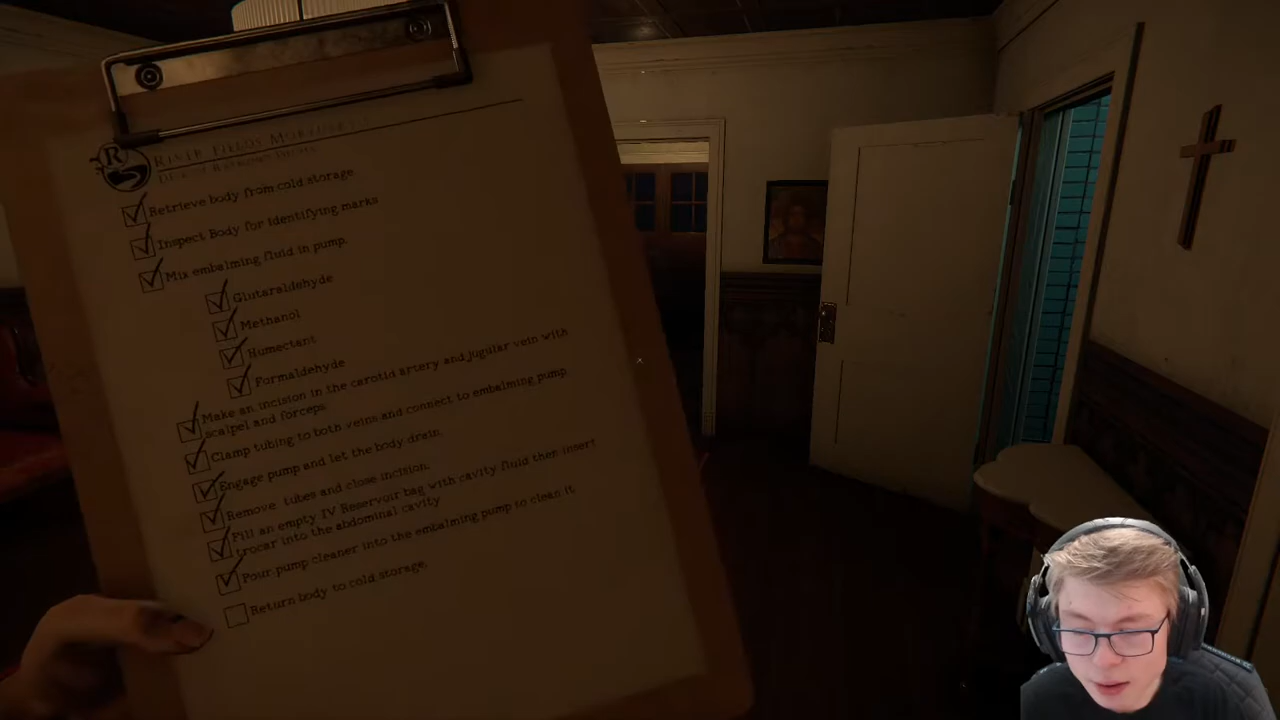 R
RIVER FIELDS MORTUARY
Retrieve body from cold storage
Inspect Body for identifying marks
Mix embalming fluid in pump.
Glutaraldehyde
Methanol
Humectant
Formaldehyde
Make an incision in the carotid artery and jugular vein with
scalpel and forceps
Clamp tubing to both veins and connect to embalming pump
Engage pump and let the body drain.
Remove tubes and close incision.
Fill an empty IV Reservoir bag with cavity fluid then insert
trocar into the abdominal cavity
Pour pump cleaner into the embalming pump to clean it.
Return body to cold storage.